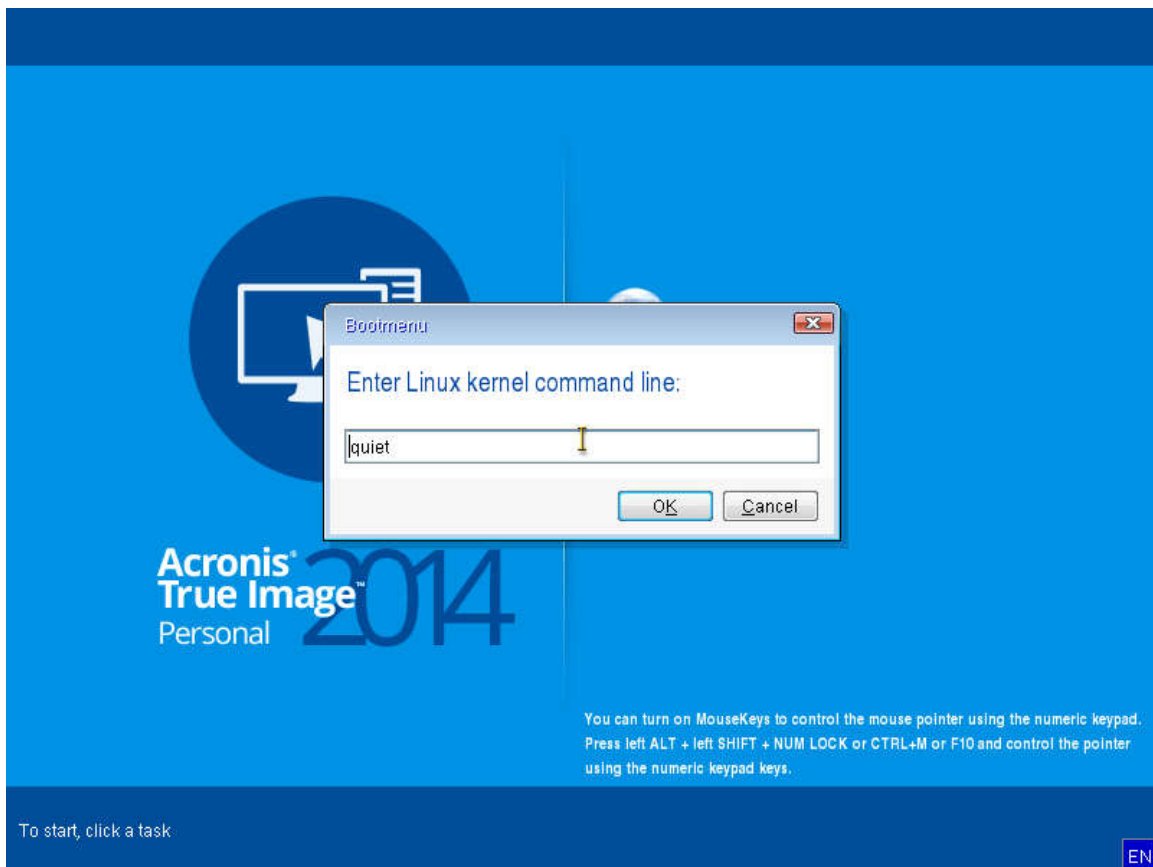 Bootmenu
Enter Linux kernel command line:
quiet
OK
Cancel
Acronis®
True Image™
2014
Personal
You can turn on MouseKeys to control the mouse pointer using the numeric keypad.
Press left ALT + left SHIFT + NUM LOCK or CTRL+M or F10 and control the pointer
using the numeric keypad keys.
To start, click a task
EN